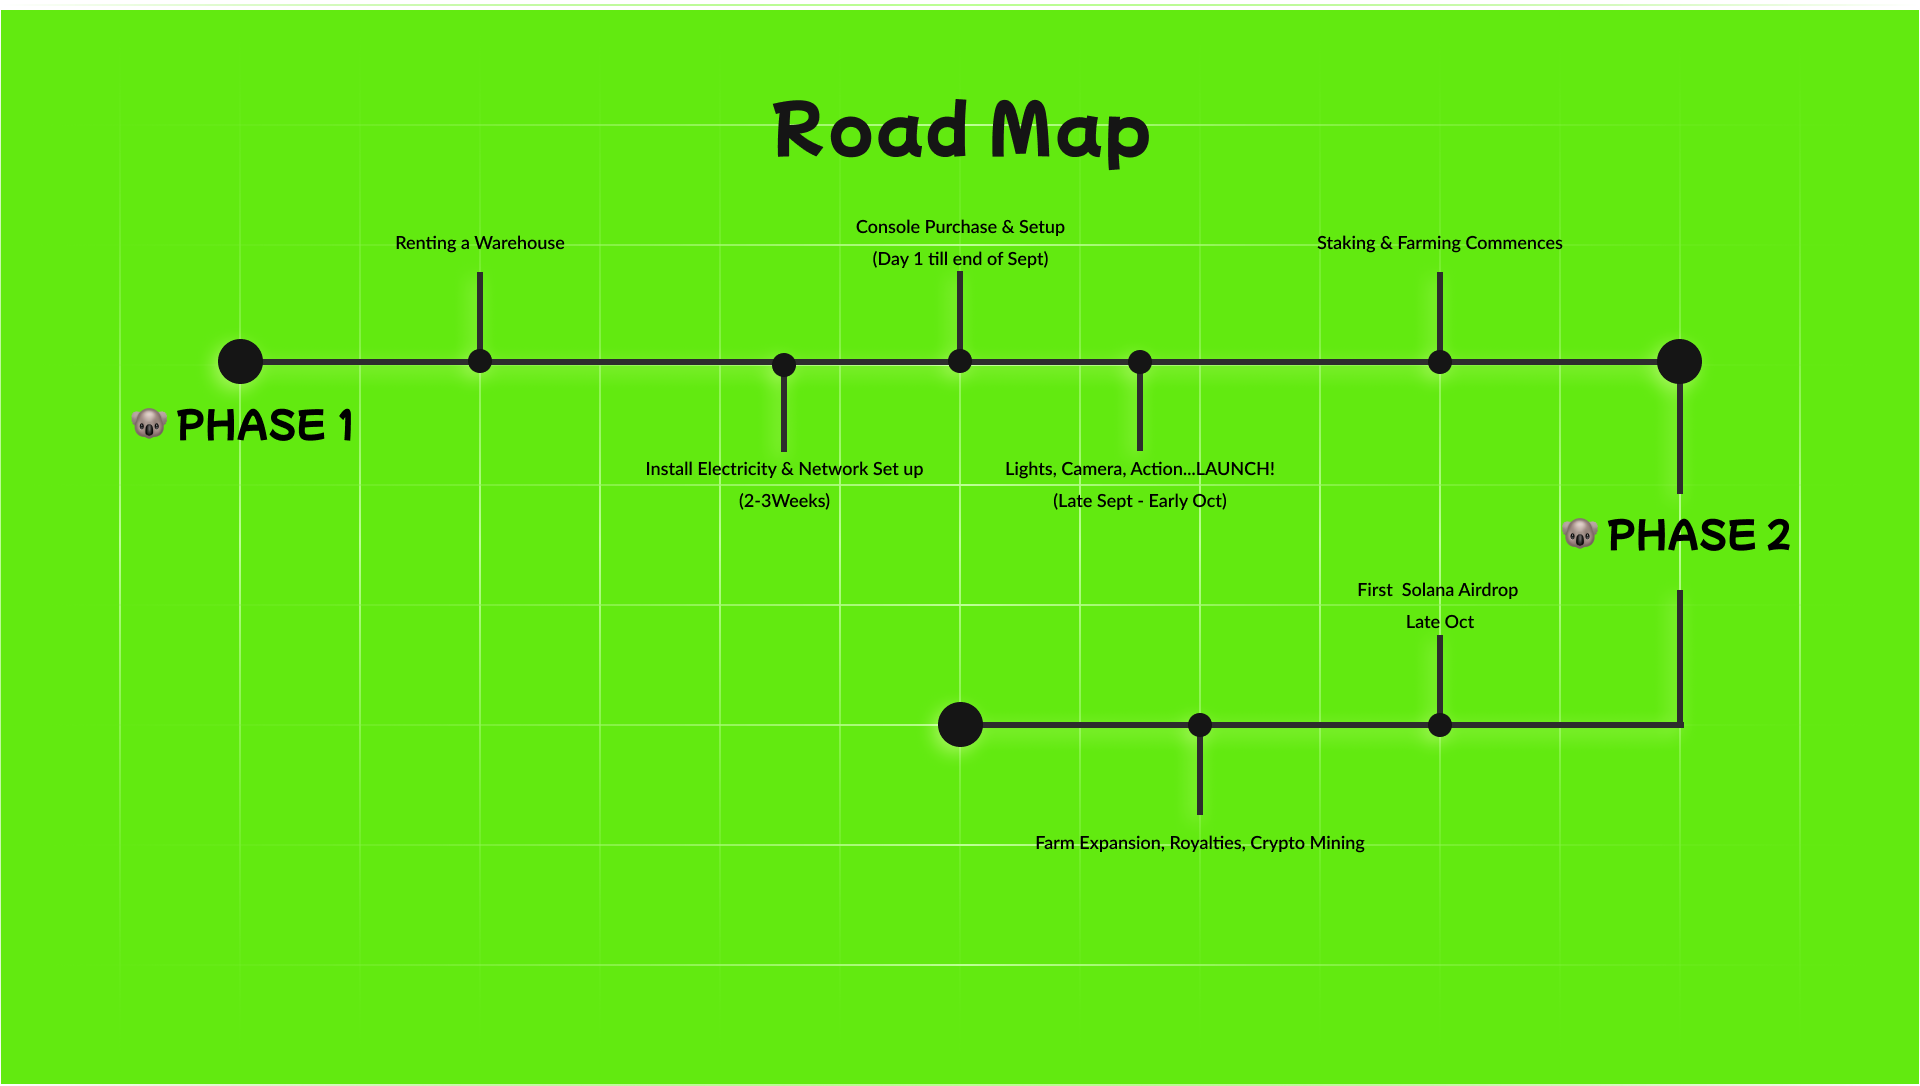 Road Map
Renting a Warehouse
Console Purchase & Setup
(Day 1 till end of Sept)
Staking & Farming Commences
PHASE 1
Install Electricity & Network Set up
(2-3Weeks)
Lights, Camera, Action...LAUNCH!
(Late Sept - Early Oct)
PHASE 2
First  Solana Airdrop
Late Oct
Farm Expansion, Royalties, Crypto Mining